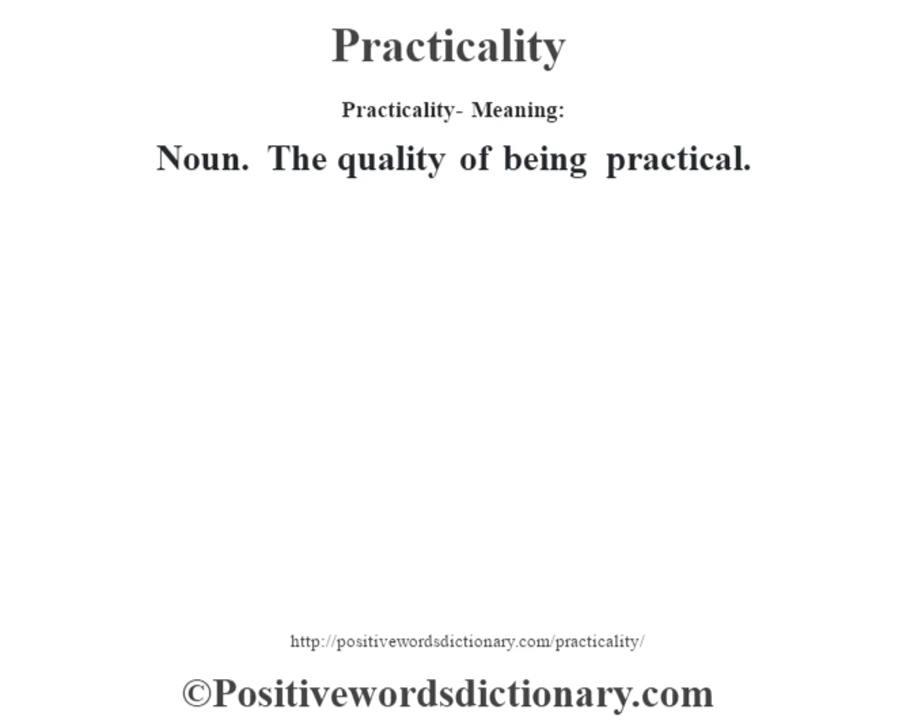 Practicality
Practicality- Meaning:
Noun. The quality of being practical.
http://positivewordsdictionary.com/practicality/
©Positivewordsdictionary.com